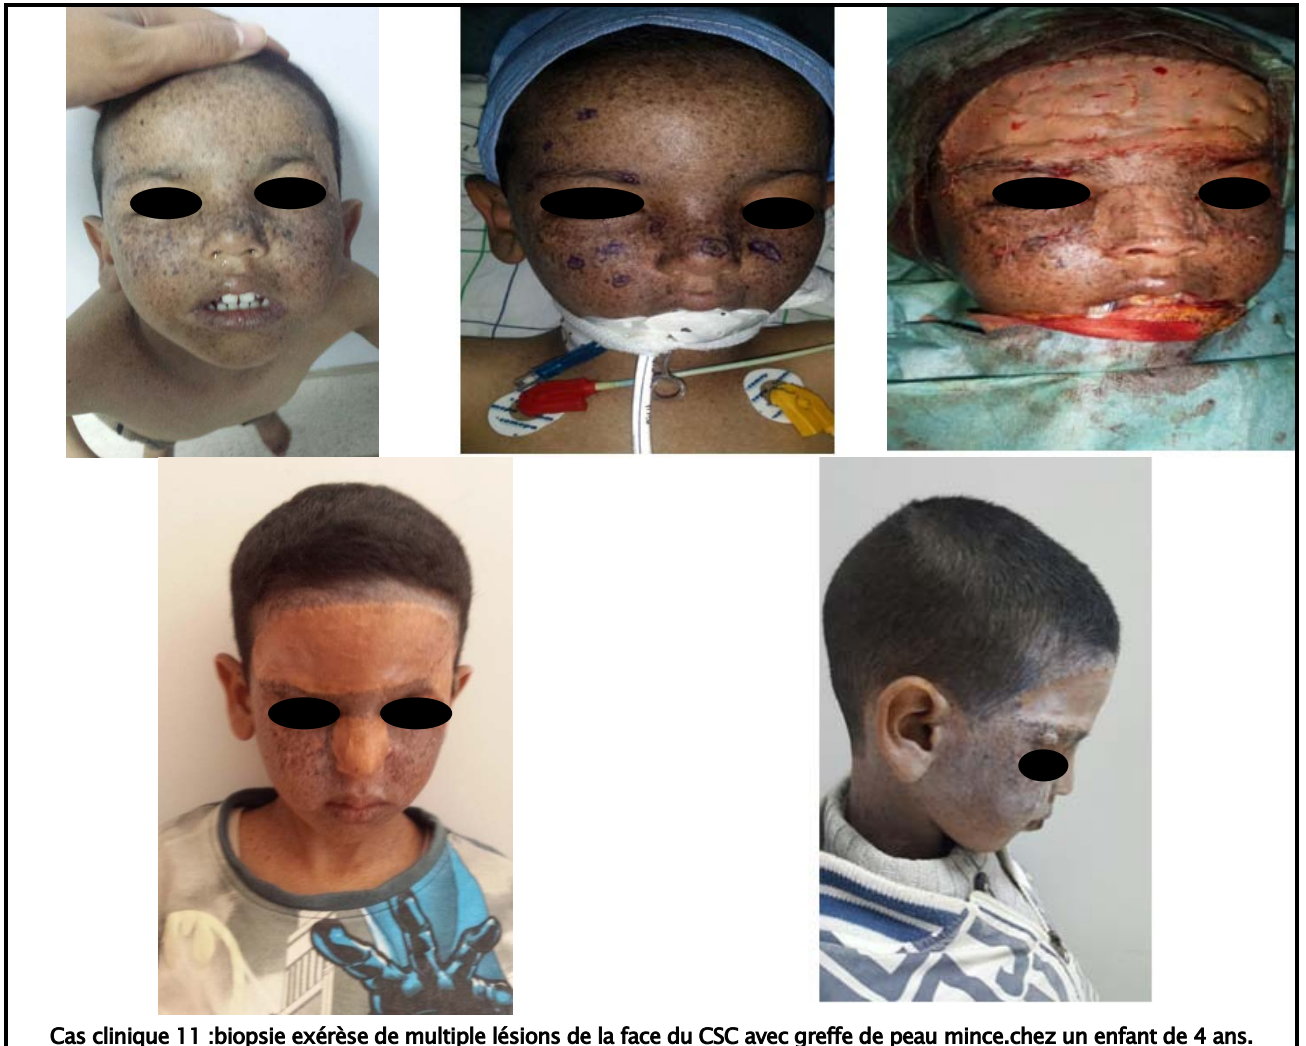 Cas clinique 11 :biopsie exérèse de multiple lésions de la face du CSC avec greffe de peau mince.chez un enfant de 4 ans.